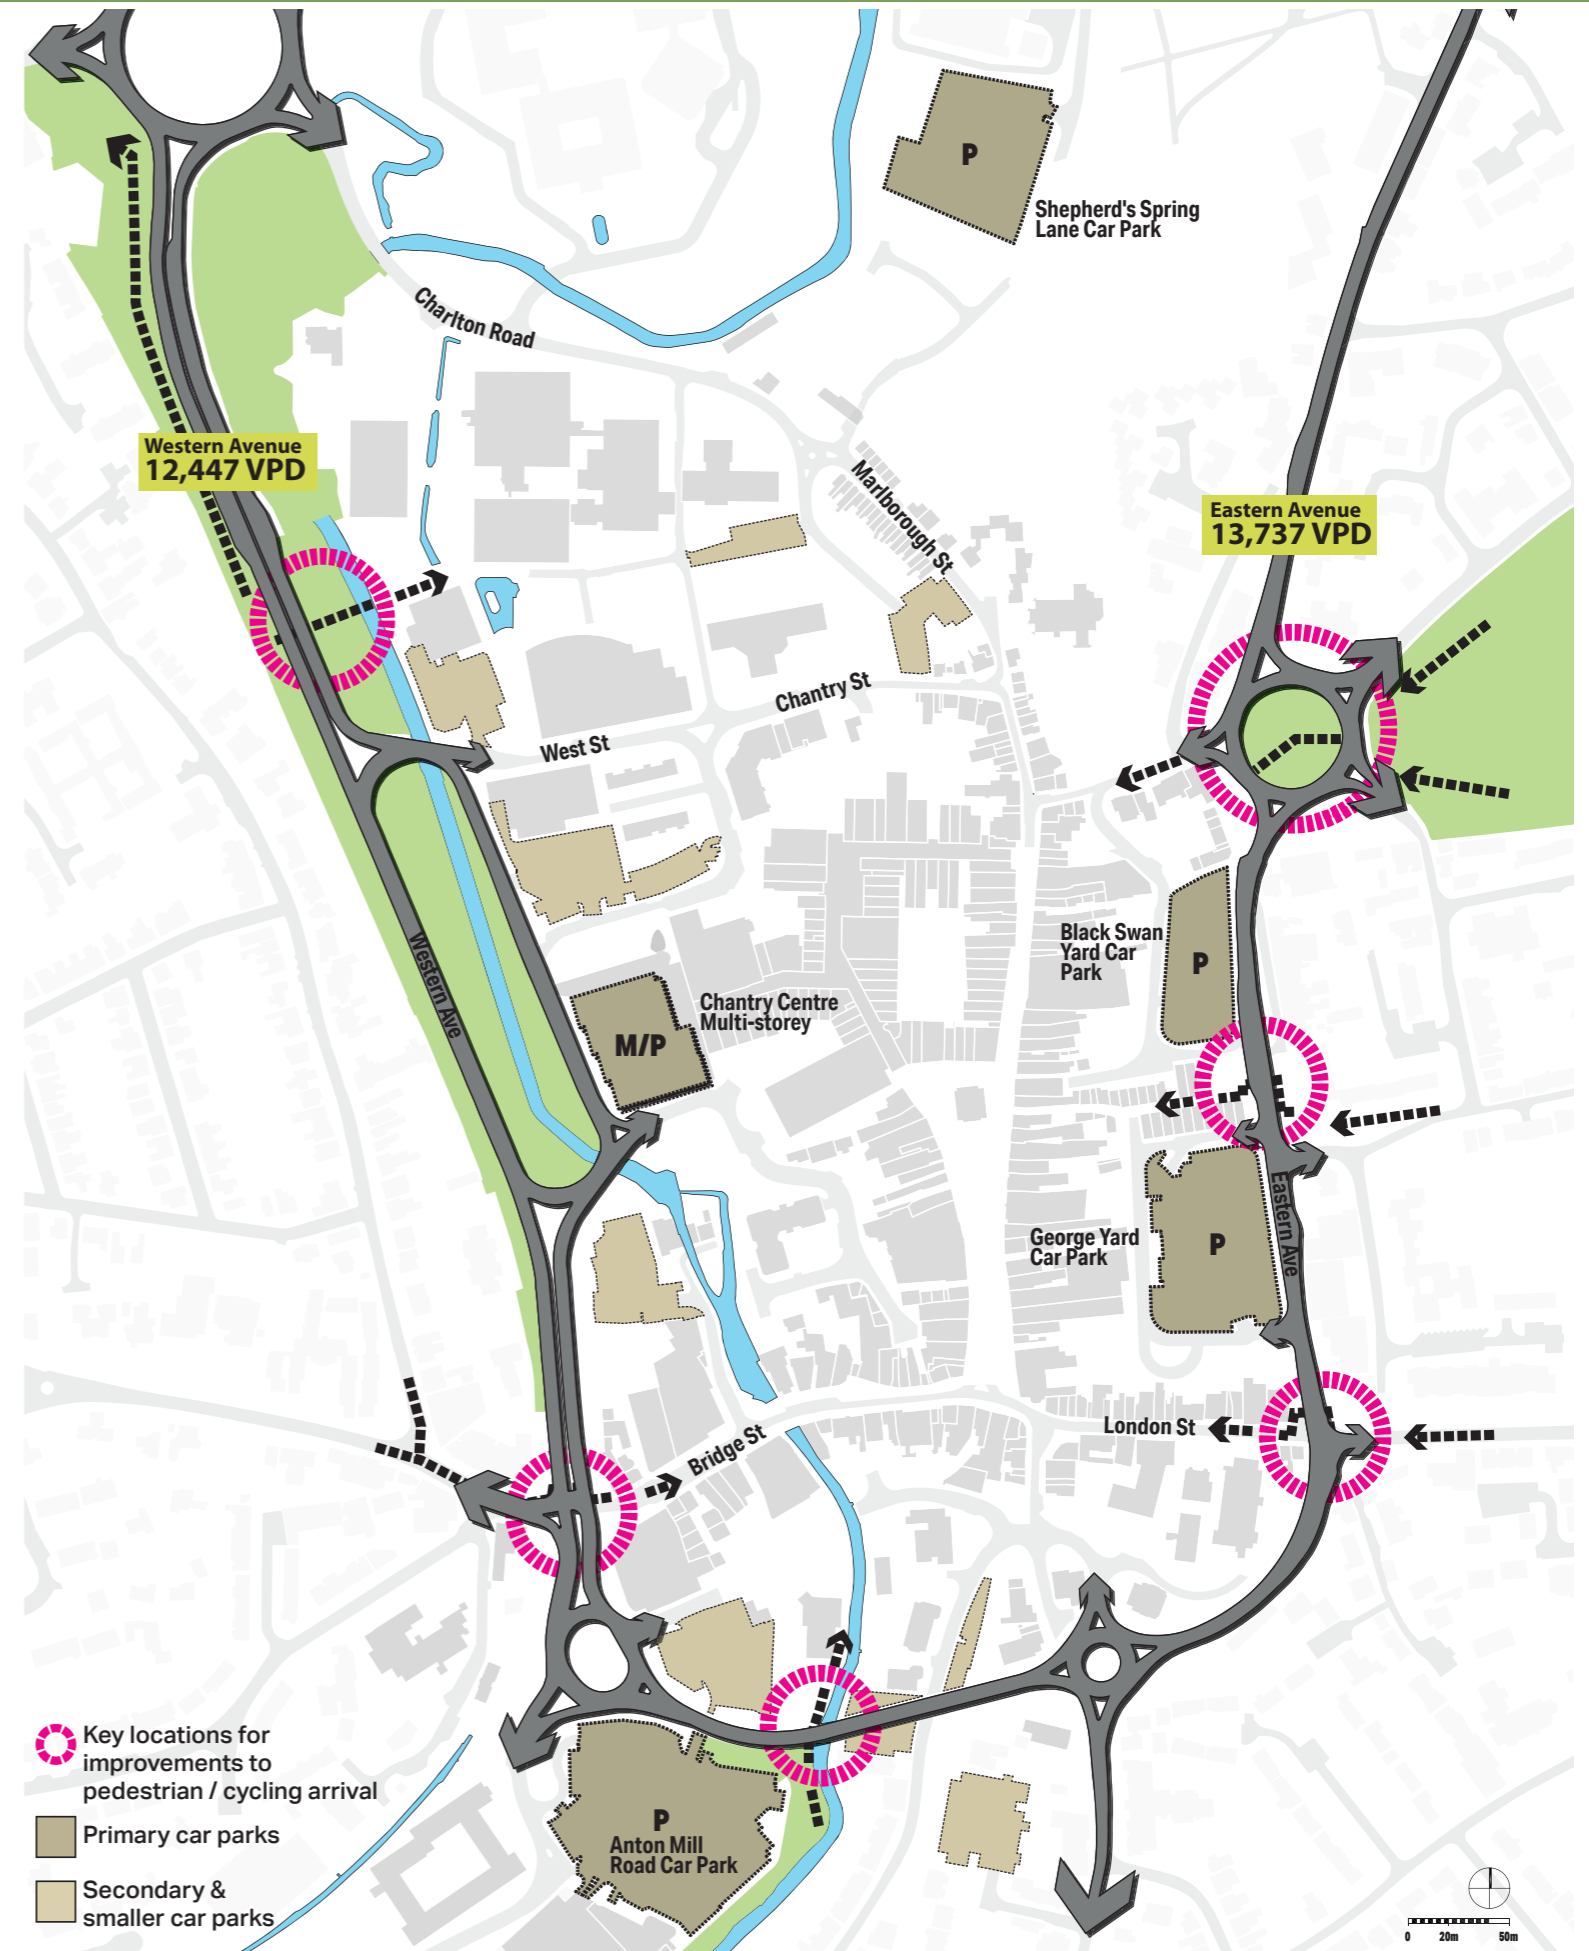 P
Shepherd's Spring
Lane Car Park
Charlton Road
Western Avenue
12,447 VPD
Marlborough St
Eastern Avenue
13,737 VPD
Chantry St
West St
Black Swan
Yard Car
Park
P
Western Ave
Chantry Centre
Multi-storey
M/P
George Yard
Car Park
P
Eastern Ave
London St
Bridge St
Key locations for
improvements to
pedestrian / cycling arrival
Primary car parks
Secondary &
smaller car parks
P
Anton Mill
Road Car Park
0 20m 50m